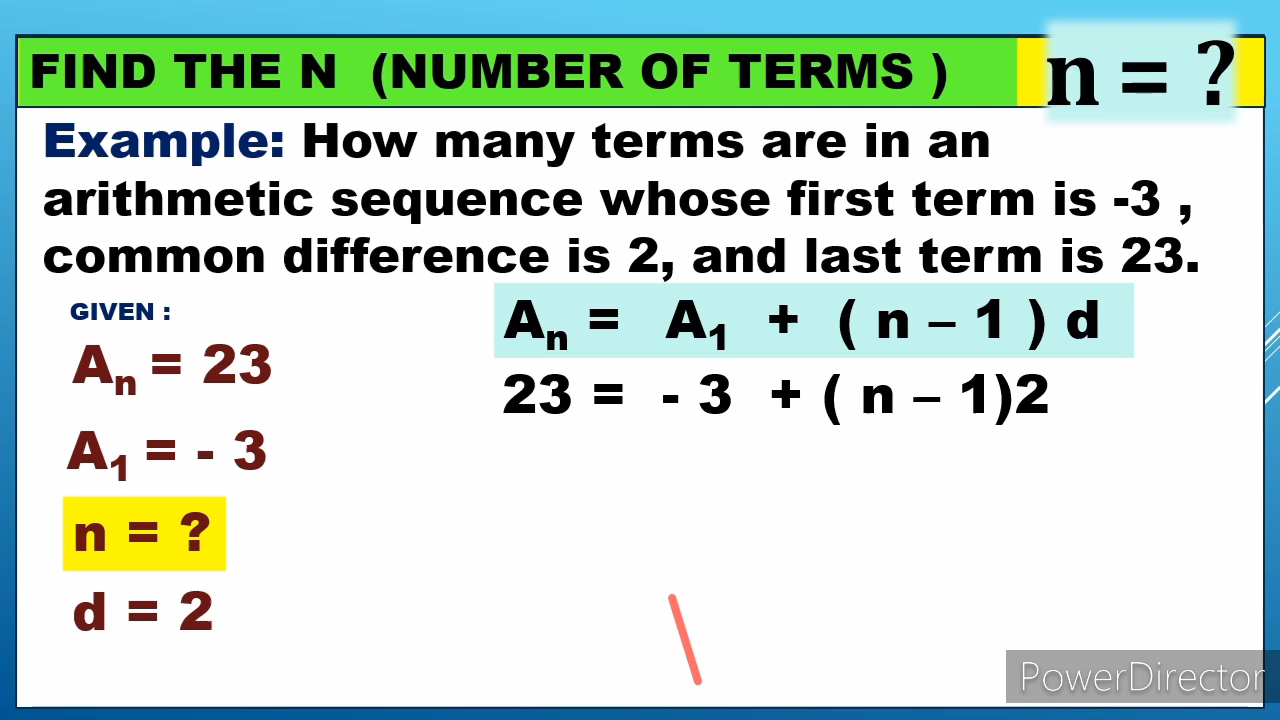 FIND THE N (NUMBER OF TERMS )
n = ?
Example: How many terms are in an
arithmetic sequence whose first term is -3 ,
common difference is 2, and last term is 23.
GIVEN :
Aₙ = 23
A₁ = - 3
n = ?
d = 2
Aₙ = A₁ + ( n – 1 ) d
23 = - 3 + ( n – 1)2
PowerDirector